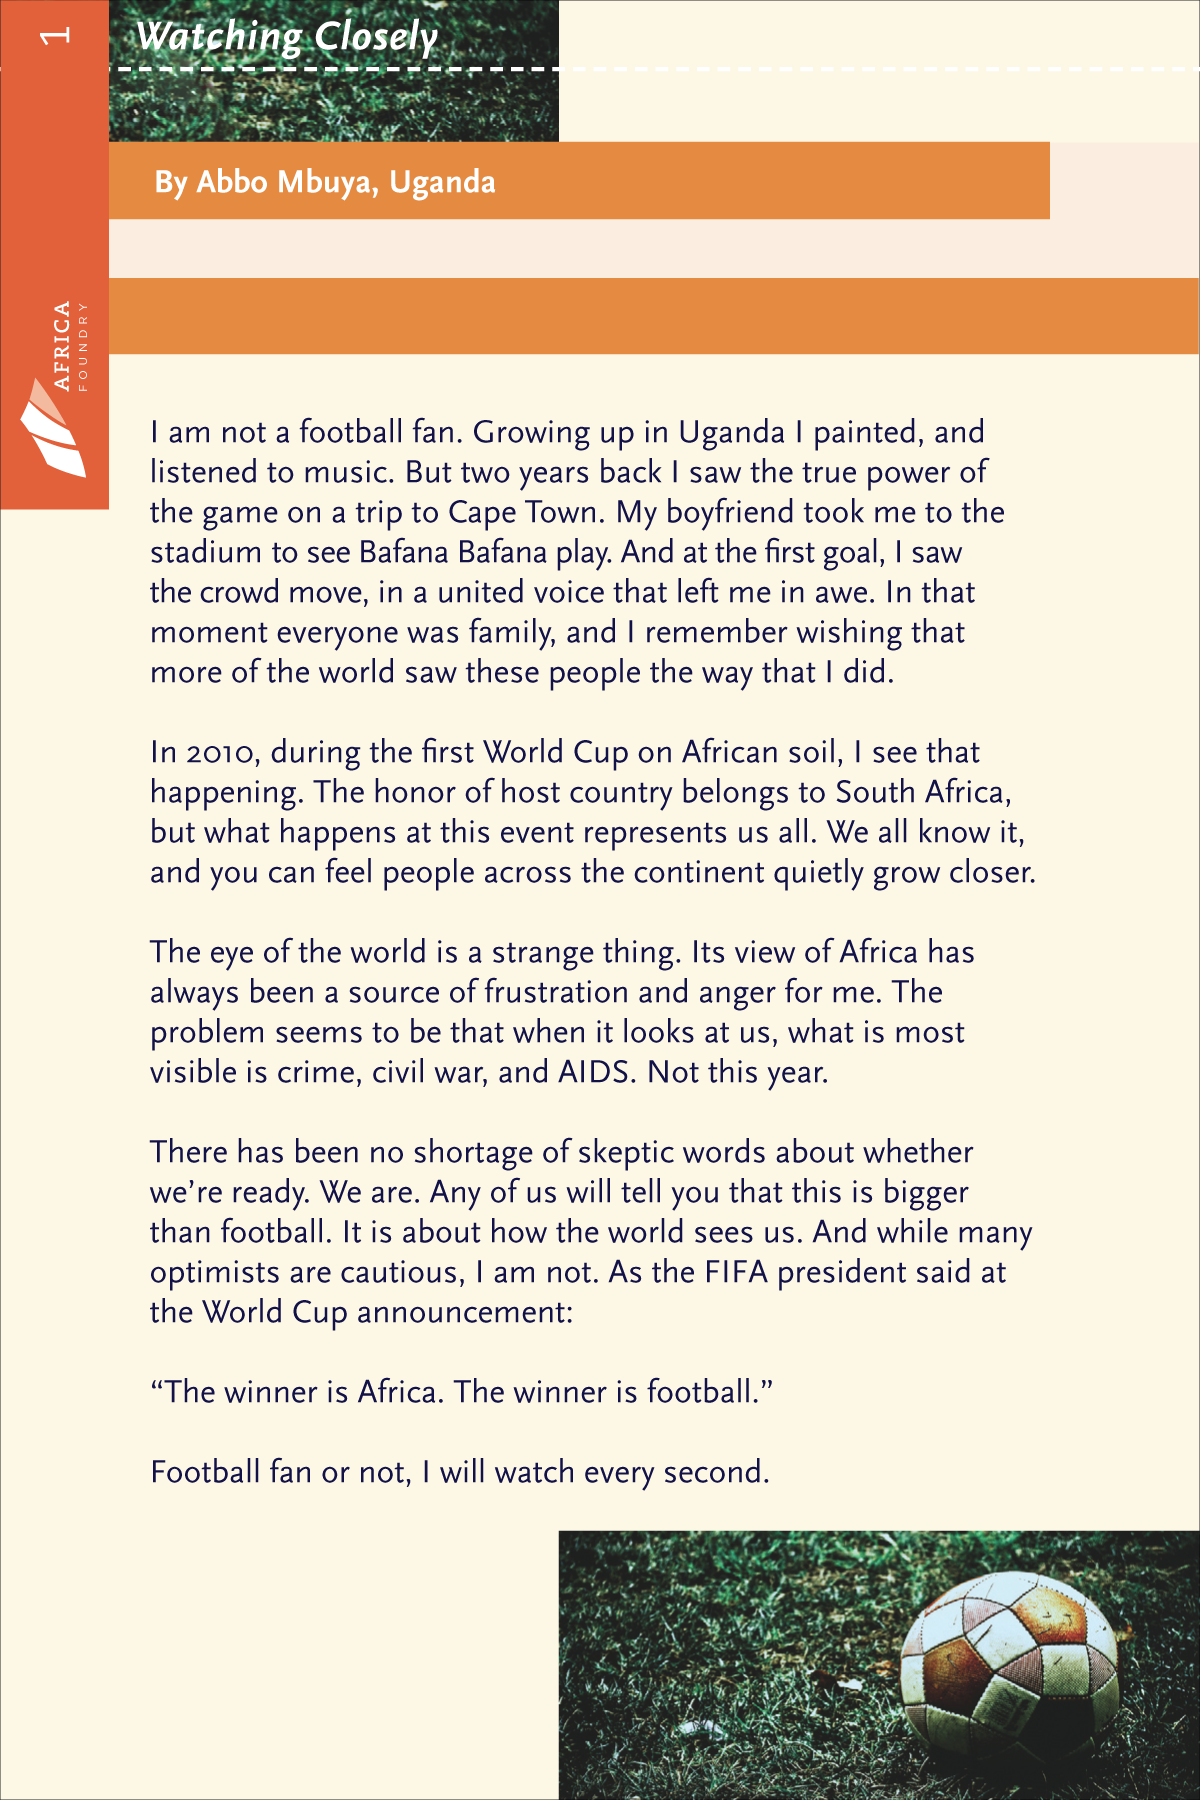 1
Watching Closely
By Abbo Mbuya, Uganda
AFRICA
FOUNDRY
I am not a football fan. Growing up in Uganda I painted, and
listened to music. But two years back I saw the true power of
the game on a trip to Cape Town. My boyfriend took me to the
stadium to see Bafana Bafana play. And at the first goal, I saw
the crowd move, in a united voice that left me in awe. In that
moment everyone was family, and I remember wishing that
more of the world saw these people the way that I did.
In 2010, during the first World Cup on African soil, I see that
happening. The honor of host country belongs to South Africa,
but what happens at this event represents us all. We all know it,
and you can feel people across the continent quietly grow closer.
The eye of the world is a strange thing. Its view of Africa has
always been a source of frustration and anger for me. The
problem seems to be that when it looks at us, what is most
visible is crime, civil war, and AIDS. Not this year.
There has been no shortage of skeptic words about whether
we’re ready. We are. Any of us will tell you that this is bigger
than football. It is about how the world sees us. And while many
optimists are cautious, I am not. As the FIFA president said at
the World Cup announcement:
“The winner is Africa. The winner is football.”
Football fan or not, I will watch every second.